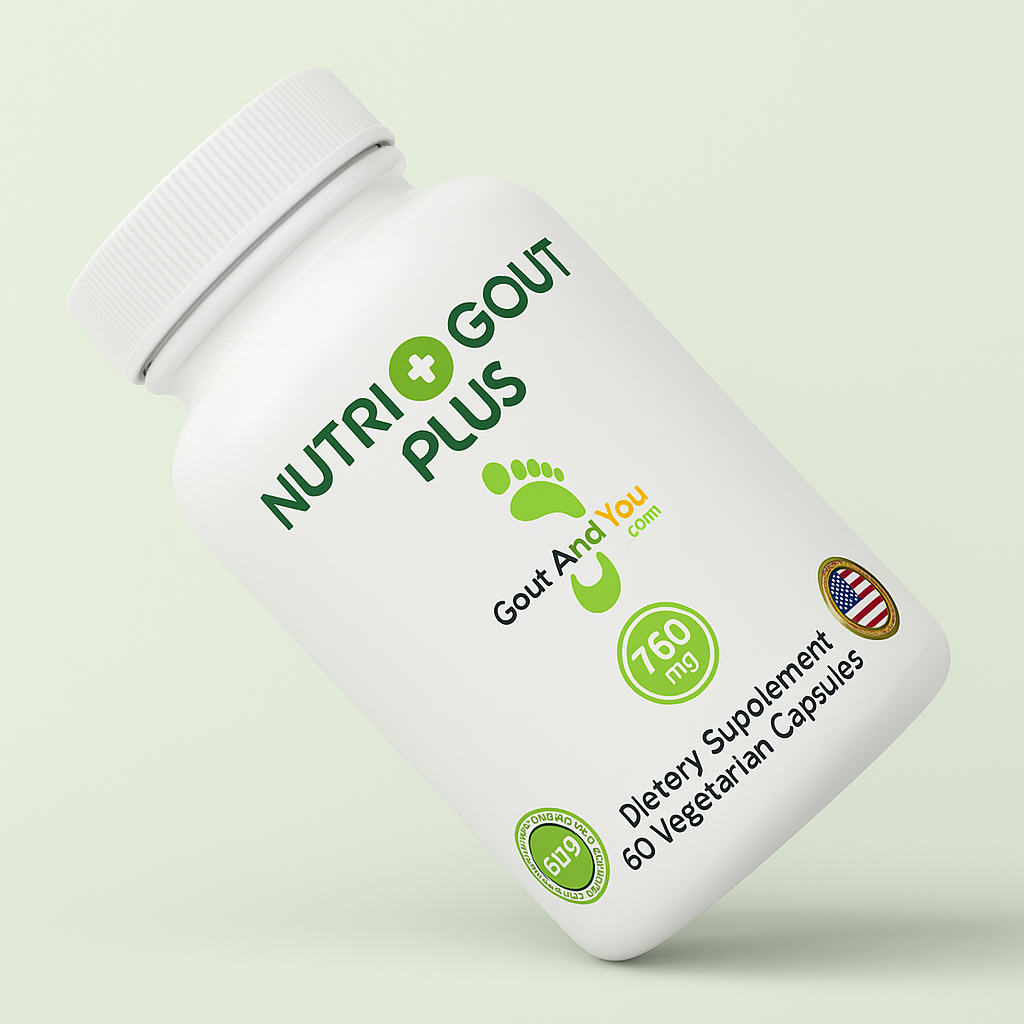 NUTRI GOUT
PLUS
Gout And You
.com
760
mg
Dietery Supolement
60 Vegetarian Capsules